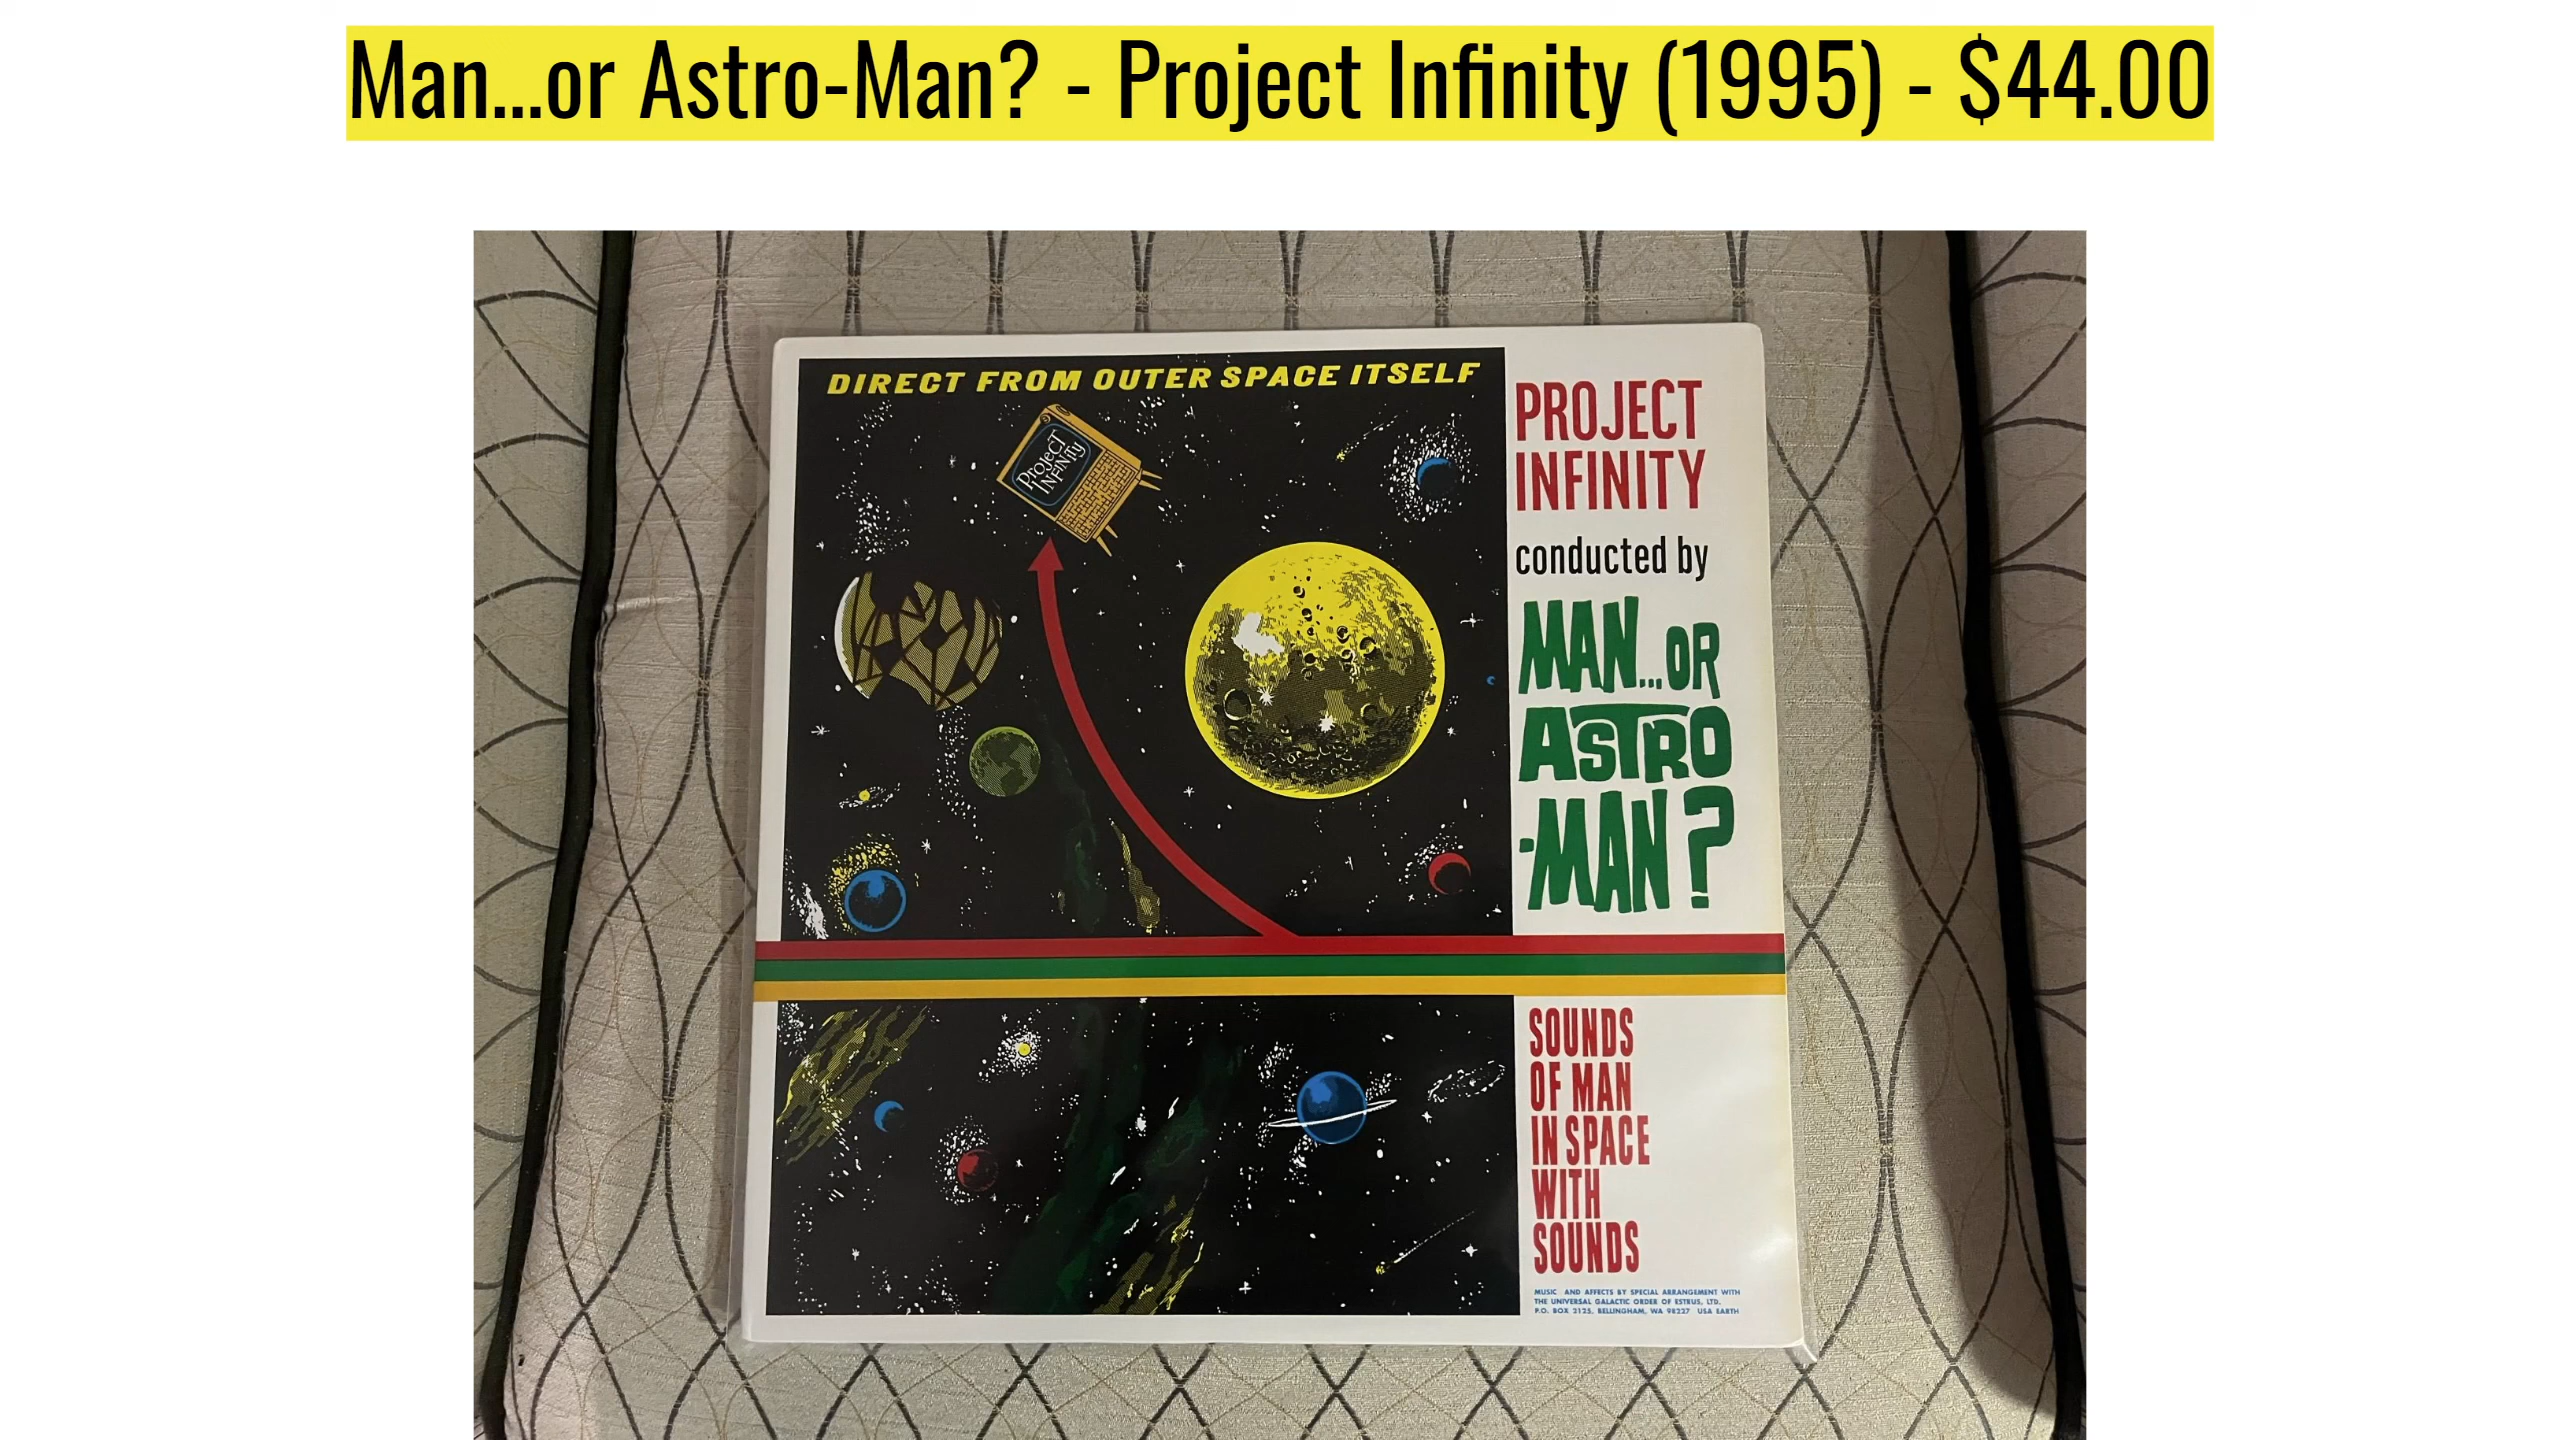 Man...or Astro-Man? - Project Infinity (1995) - $44.00
DIRECT FROM OUTER SPACE ITSELF
PROJECT
INFINITY
PROJECT
INFINITY
conducted by
MAN...OR
ASTRO
-MAN?
SOUNDS
OF MAN
IN SPACE
WITH
SOUNDS
MUSIC AND AFFECTS BY SPECIAL ARRANGEMENT WITH
THE UNIVERSAL GALACTIC ORDER OF ESTRUS, LTD.
P.O. BOX 2125, BELLINGHAM, WA 98227 USA EARTH